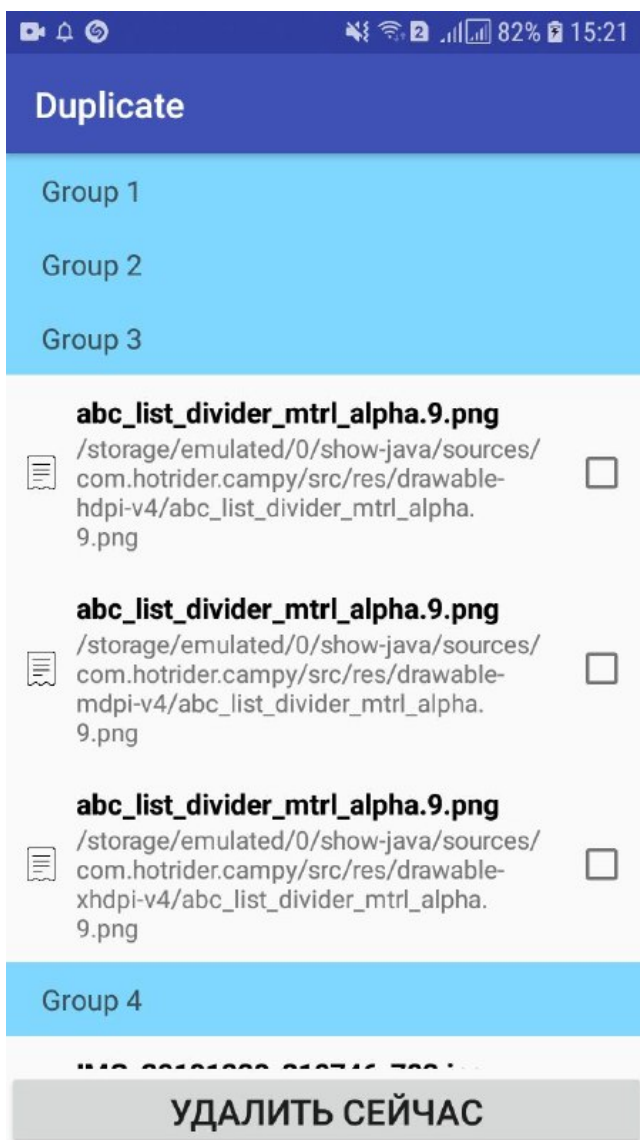 2 82% 15:21
Duplicate
Group 1
Group 2
Group 3
abc_list_divider_mtrl_alpha.9.png
/storage/emulated/0/show-java/sources/
com.hotrider.campy/src/res/drawable-
hdpi-v4/abc_list_divider_mtrl_alpha.
9.png
abc_list_divider_mtrl_alpha.9.png
/storage/emulated/0/show-java/sources/
com.hotrider.campy/src/res/drawable-
mdpi-v4/abc_list_divider_mtrl_alpha.
9.png
abc_list_divider_mtrl_alpha.9.png
/storage/emulated/0/show-java/sources/
com.hotrider.campy/src/res/drawable-
xhdpi-v4/abc_list_divider_mtrl_alpha.
9.png
Group 4
УДАЛИТЬ СЕЙЧАС